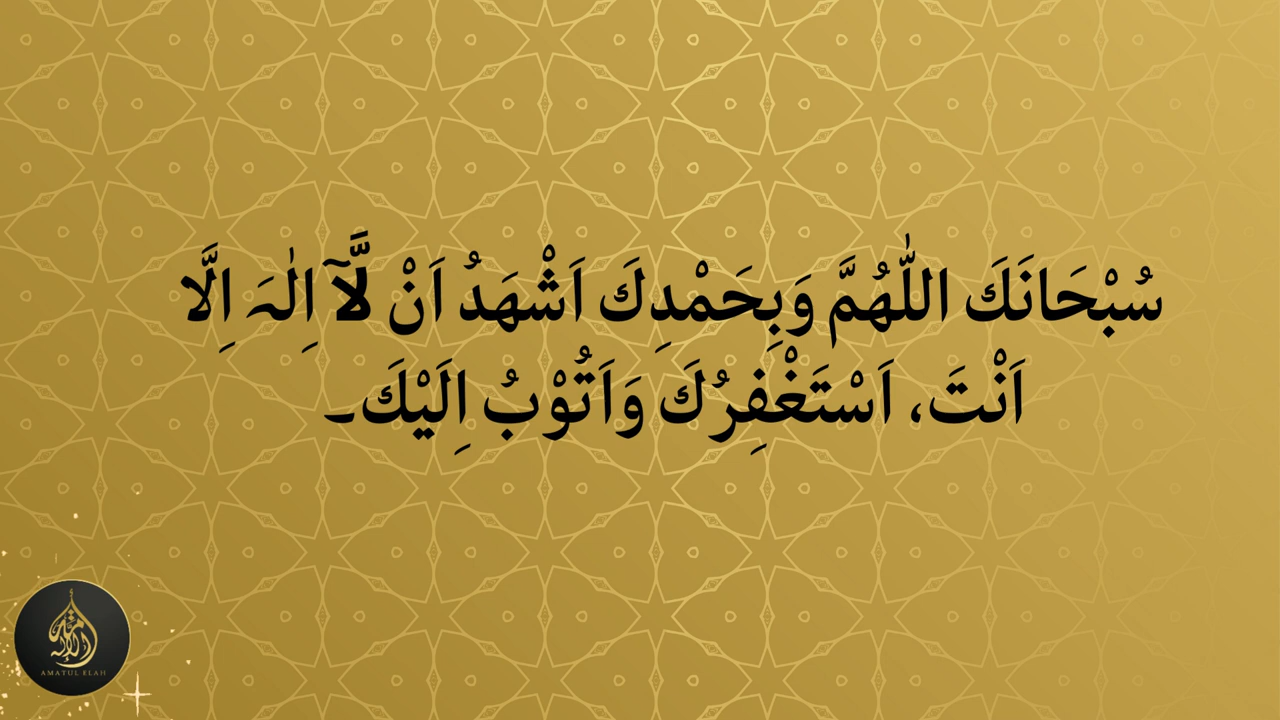 سُبْحَانَكَ اللّٰهُمَّ وَبِحَمْدِكَ اَشْهَدُ اَنْ لَّآ اِلٰہَ اِلَّا
اَنْتَ، اَسْتَغْفِرُكَ وَاَتُوْبُ اِلَيْكَ۔
AMATUL ELAH